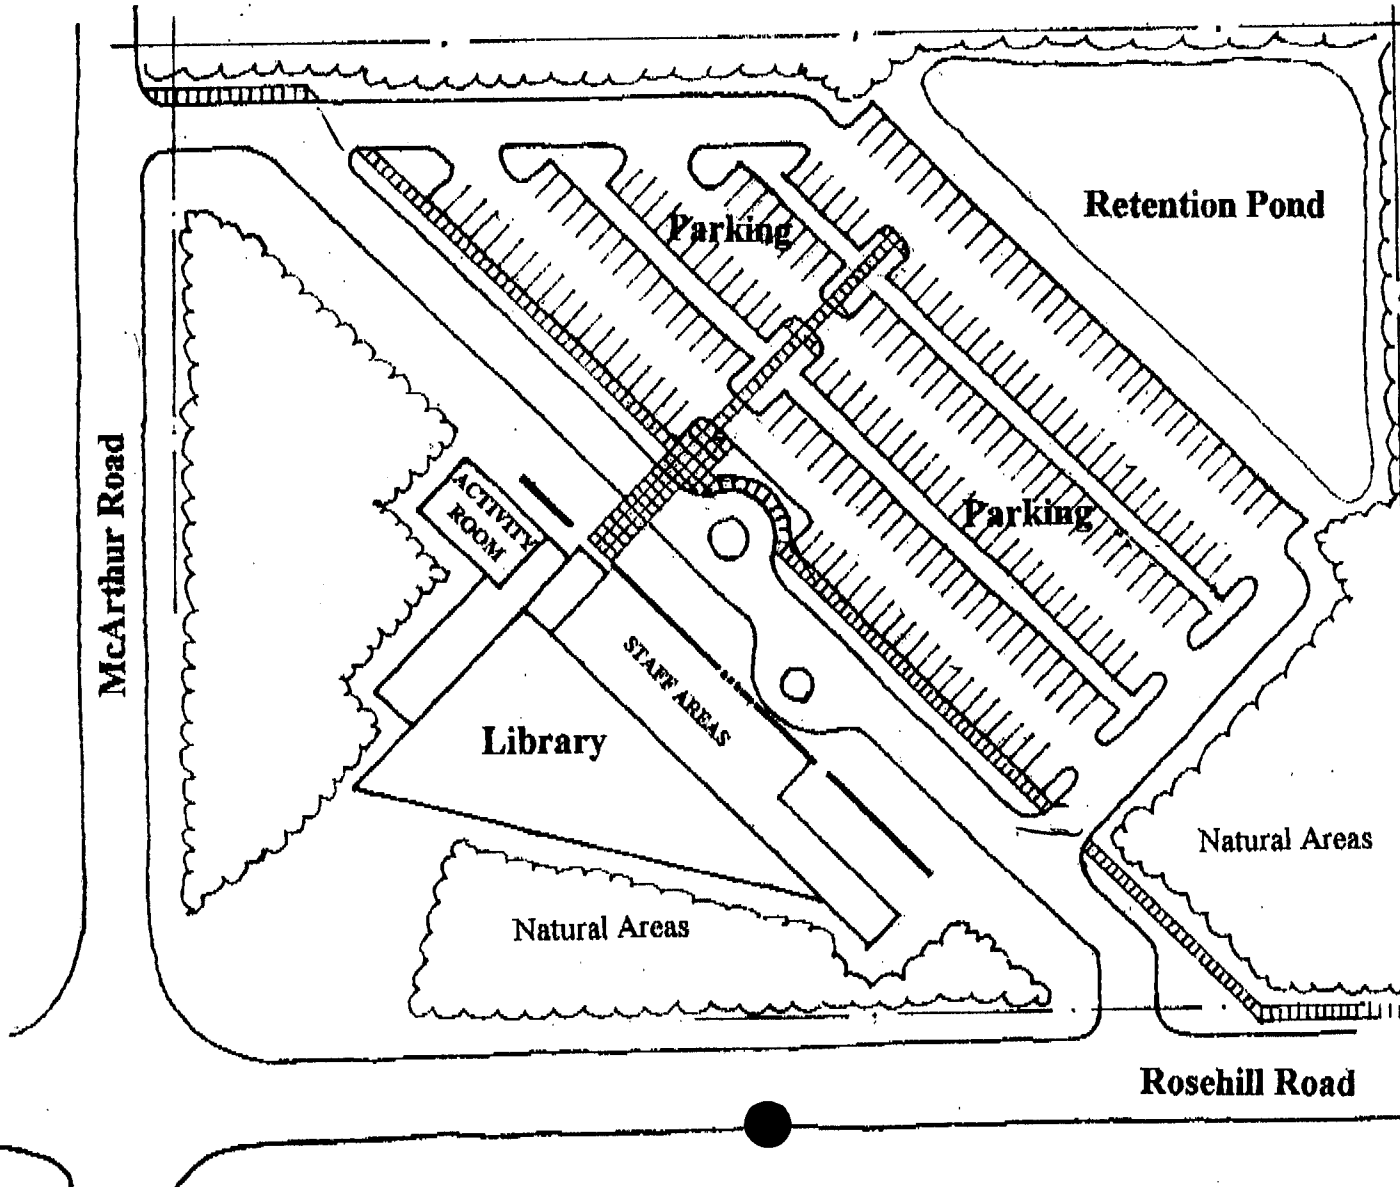 Retention Pond
Parking
McArthur Road
ACTIVITY
ROOM
Parking
STAFF AREAS
Library
Natural Areas
Natural Areas
Rosehill Road